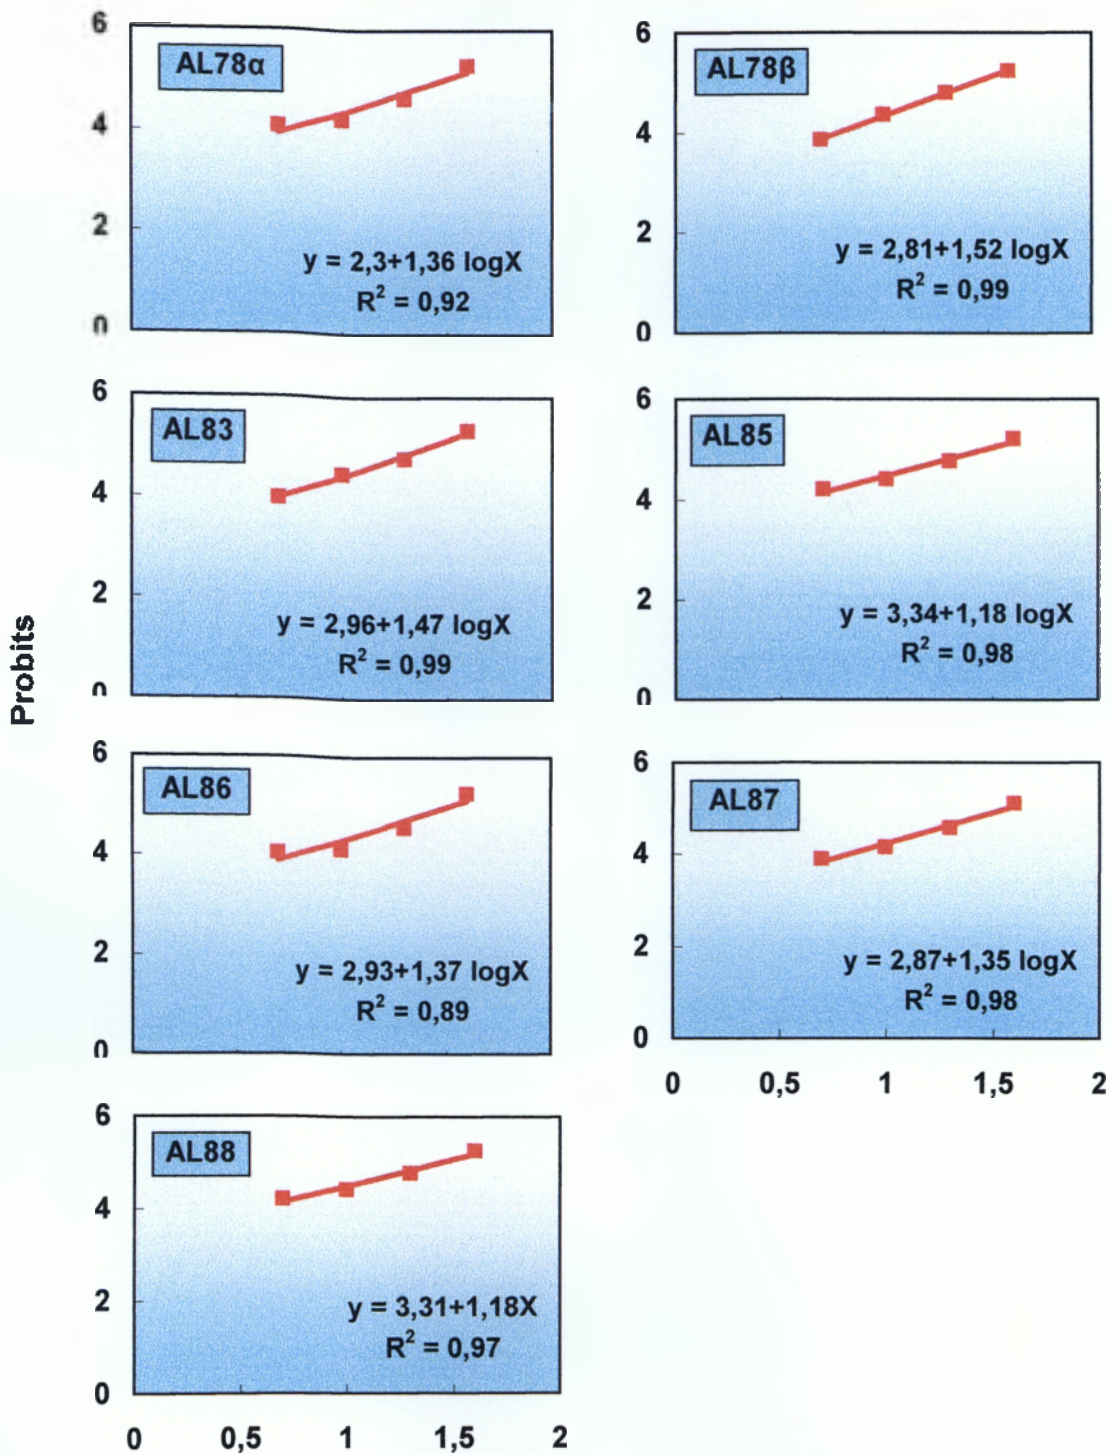 Probits
6
4
2
0
AL78α
y = 2,3+1,36 logX
R² = 0,92
6
4
2
0
AL78β
y = 2,81+1,52 logX
R² = 0,99
6
4
2
0
AL83
y = 2,96+1,47 logX
R² = 0,99
6
4
2
0
AL85
y = 3,34+1,18 logX
R² = 0,98
6
4
2
0
AL86
y = 2,93+1,37 logX
R² = 0,89
6
4
2
0
AL87
y = 2,87+1,35 logX
R² = 0,98
0 0,5 1 1,5 2
6
4
2
0
AL88
y = 3,31+1,18X
R² = 0,97
0 0,5 1 1,5 2